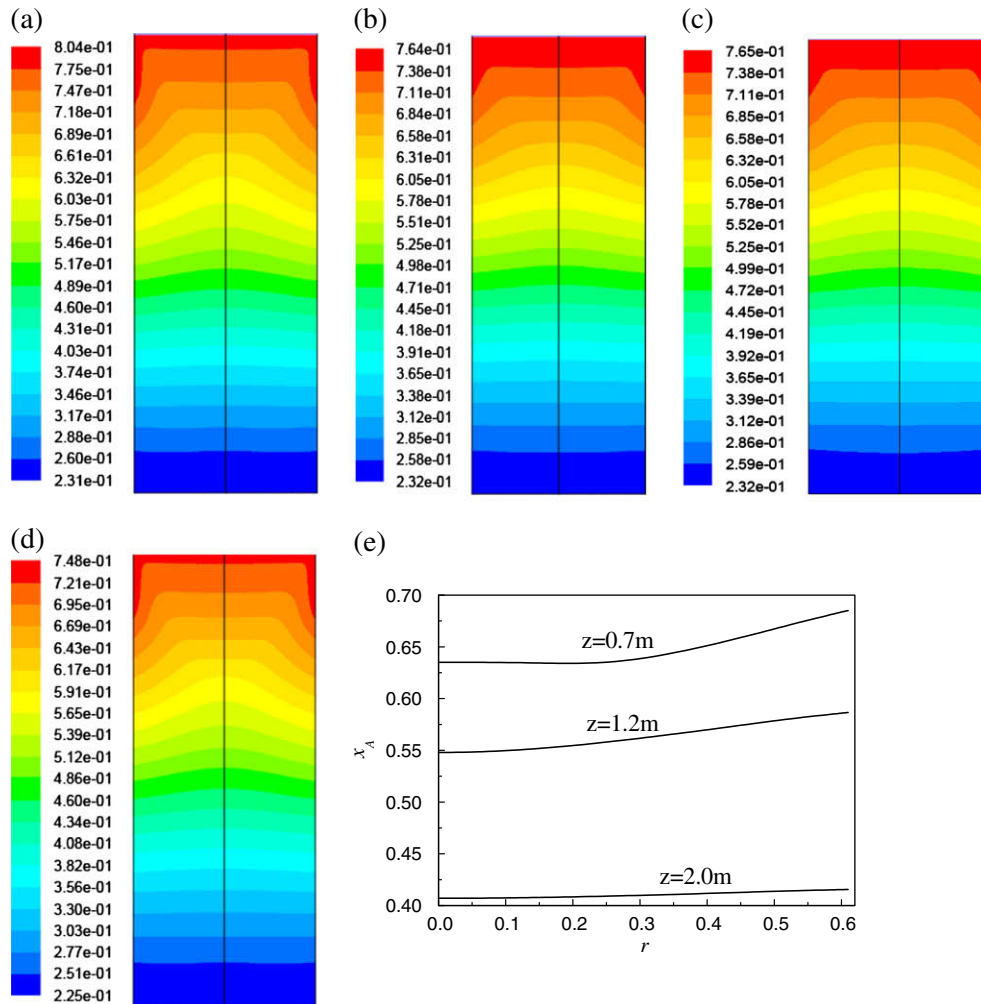 (a)
8.04e-01
7.75e-01
7.47e-01
7.18e-01
6.89e-01
6.61e-01
6.32e-01
6.03e-01
5.75e-01
5.46e-01
5.17e-01
4.89e-01
4.60e-01
4.31e-01
4.03e-01
3.74e-01
3.46e-01
3.17e-01
2.88e-01
2.60e-01
2.31e-01
(b)
7.64e-01
7.38e-01
7.11e-01
6.84e-01
6.58e-01
6.31e-01
6.05e-01
5.78e-01
5.51e-01
5.25e-01
4.98e-01
4.71e-01
4.45e-01
4.18e-01
3.91e-01
3.65e-01
3.38e-01
3.12e-01
2.85e-01
2.58e-01
2.32e-01
(c)
7.65e-01
7.38e-01
7.11e-01
6.85e-01
6.58e-01
6.32e-01
6.05e-01
5.78e-01
5.52e-01
5.25e-01
4.99e-01
4.72e-01
4.45e-01
4.19e-01
3.92e-01
3.65e-01
3.39e-01
3.12e-01
2.86e-01
2.59e-01
2.32e-01
(d)
7.48e-01
7.21e-01
6.95e-01
6.69e-01
6.43e-01
6.17e-01
5.91e-01
5.65e-01
5.39e-01
5.12e-01
4.86e-01
4.60e-01
4.34e-01
4.08e-01
3.82e-01
3.56e-01
3.30e-01
3.03e-01
2.77e-01
2.51e-01
2.25e-01
(e)
0.70
0.65
0.60
0.55
0.50
0.45
0.40
x_A
z=0.7m
z=1.2m
z=2.0m
0.0 0.1 0.2 0.3 0.4 0.5 0.6
r